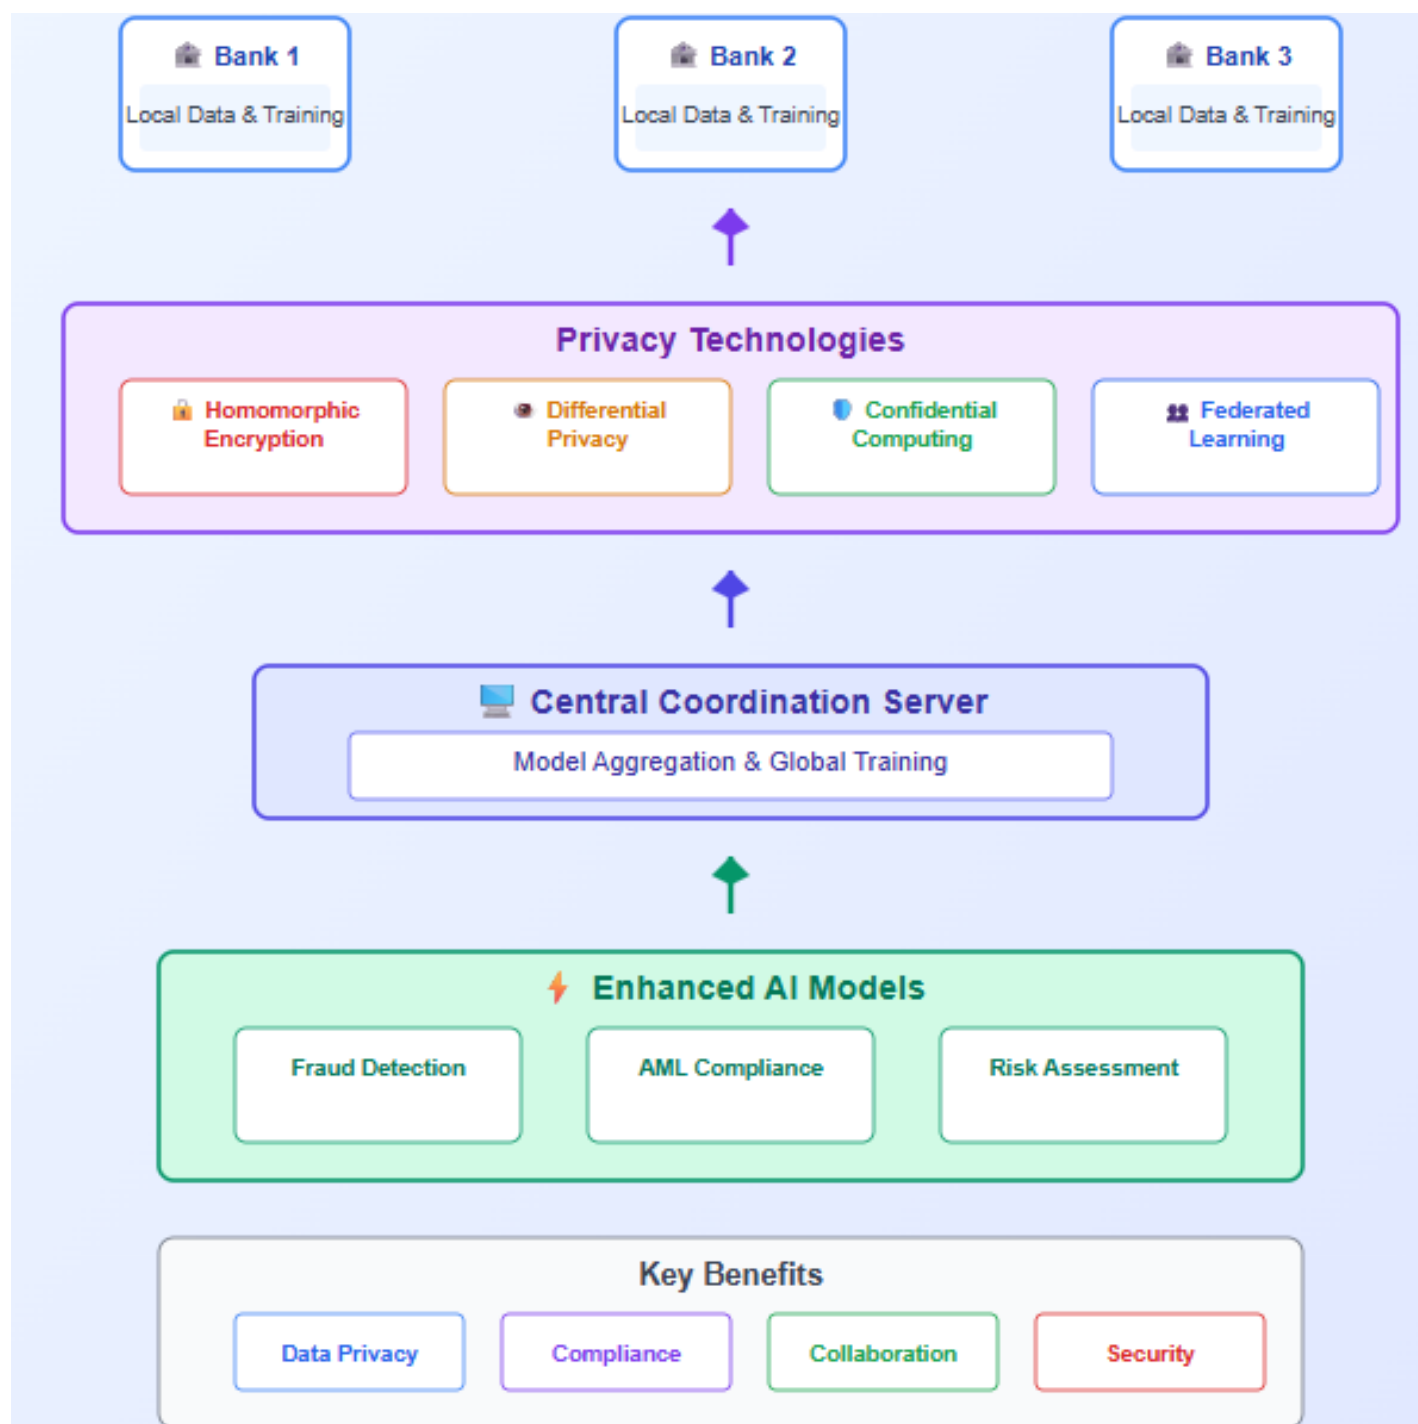 Bank 1
Bank 2
Bank 3
Local Data & Training
Local Data & Training
Local Data & Training
Privacy Technologies
Homomorphic
Encryption
Differential
Privacy
Confidential
Computing
Federated
Learning
Central Coordination Server
Model Aggregation & Global Training
Enhanced AI Models
Fraud Detection
AML Compliance
Risk Assessment
Key Benefits
Data Privacy
Compliance
Collaboration
Security